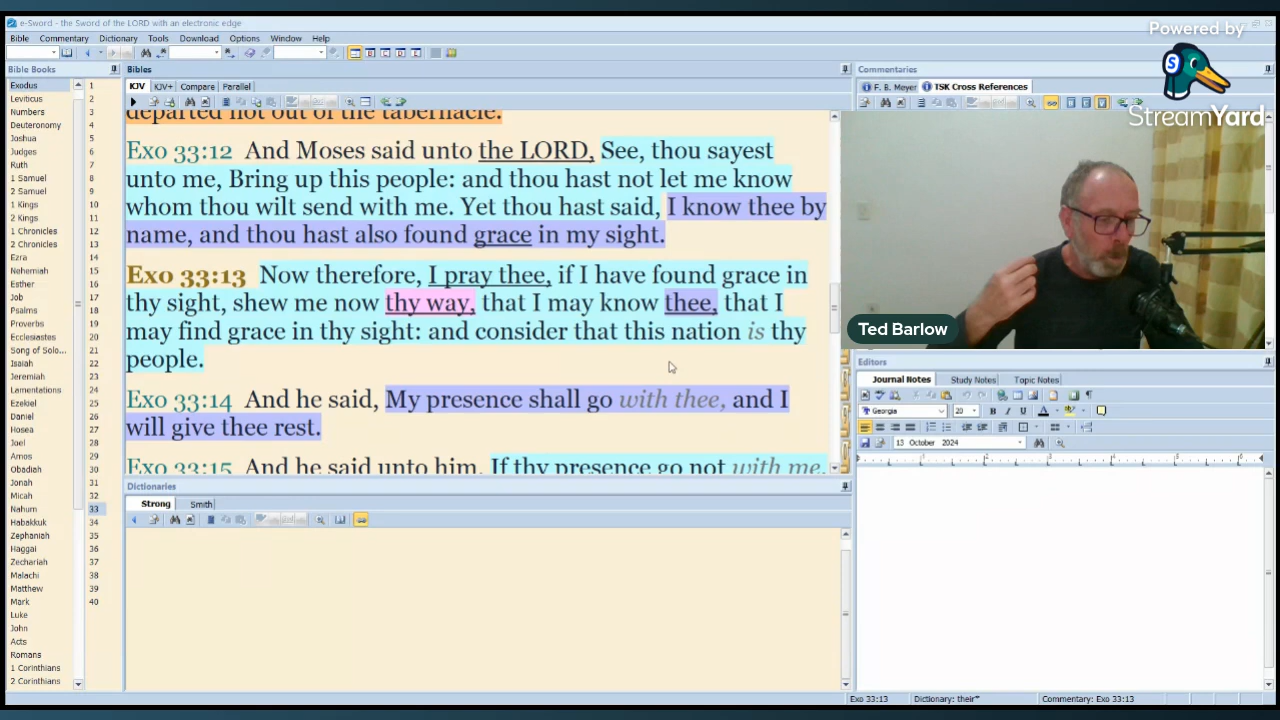 e-Sword - the Sword of the LORD with an electronic edge
Bible Commentary Dictionary Tools Download Options Window Help
Bible Books
Exodus
Leviticus
Numbers
Deuteronomy
Joshua
Judges
Ruth
1 Samuel
2 Samuel
1 Kings
2 Kings
1 Chronicles
2 Chronicles
Ezra
Nehemiah
Esther
Job
Psalms
Proverbs
Ecclesiastes
Song of Solo...
Isaiah
Jeremiah
Lamentations
Ezekiel
Daniel
Hosea
Joel
Amos
Obadiah
Jonah
Micah
Nahum
Habakkuk
Zephaniah
Haggai
Zechariah
Malachi
Matthew
Mark
Luke
John
Acts
Romans
1 Corinthians
2 Corinthians
1
2
3
4
5
6
7
8
9
10
11
12
13
14
15
16
17
18
19
20
21
22
23
24
25
26
27
28
29
30
31
32
33
34
35
36
37
38
39
40
Bibles
KJV KJV+ Compare Parallel
departed not out of the tabernacle.
Exo 33:12 And Moses said unto the LORD, See, thou sayest
unto me, Bring up this people: and thou hast not let me know
whom thou wilt send with me. Yet thou hast said, I know thee by
name, and thou hast also found grace in my sight.
Exo 33:13 Now therefore, I pray thee, if I have found grace in
thy sight, shew me now thy way, that I may know thee, that I
may find grace in thy sight: and consider that this nation is thy
people.
Exo 33:14 And he said, My presence shall go with thee, and I
will give thee rest.
Exo 33:15 And he said unto him, If thy presence go not with me,
Dictionaries
Strong Smith
Commentaries
F. B. Meyer TSK Cross References
Powered by
S
StreamYard
Ted Barlow
Editors
Journal Notes Study Notes Topic Notes
Georgia 20 B I U A
13 October 2024
1 2 3 4 5 6
Exo 33:13 Dictionary: their* Commentary: Exo 33:13